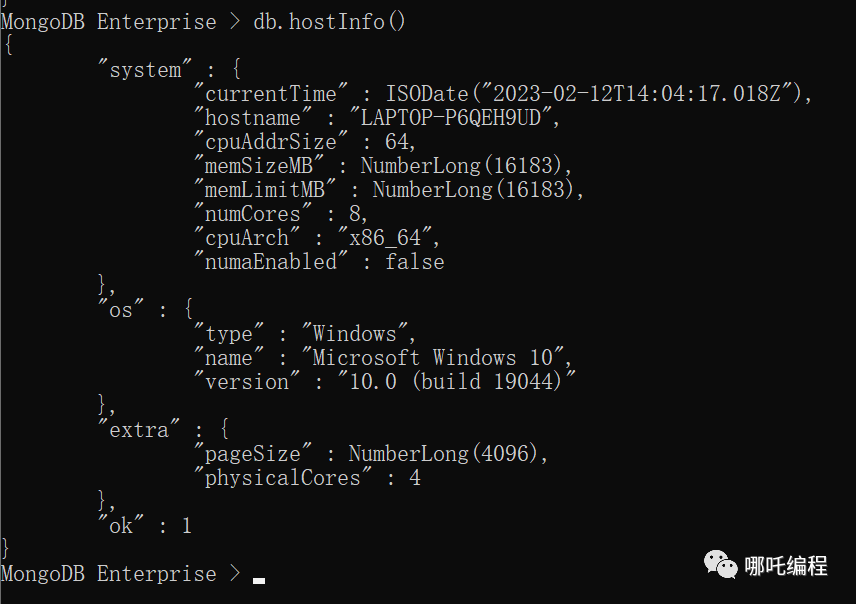 }
MongoDB Enterprise > db.hostInfo()
{
        "system" : {
                "currentTime" : ISODate("2023-02-12T14:04:17.018Z"),
                "hostname" : "LAPTOP-P6QEH9UD",
                "cpuAddrSize" : 64,
                "memSizeMB" : NumberLong(16183),
                "memLimitMB" : NumberLong(16183),
                "numCores" : 8,
                "cpuArch" : "x86_64",
                "numaEnabled" : false
        },
        "os" : {
                "type" : "Windows",
                "name" : "Microsoft Windows 10",
                "version" : "10.0 (build 19044)"
        },
        "extra" : {
                "pageSize" : NumberLong(4096),
                "physicalCores" : 4
        },
        "ok" : 1
}
MongoDB Enterprise >
哪吒编程